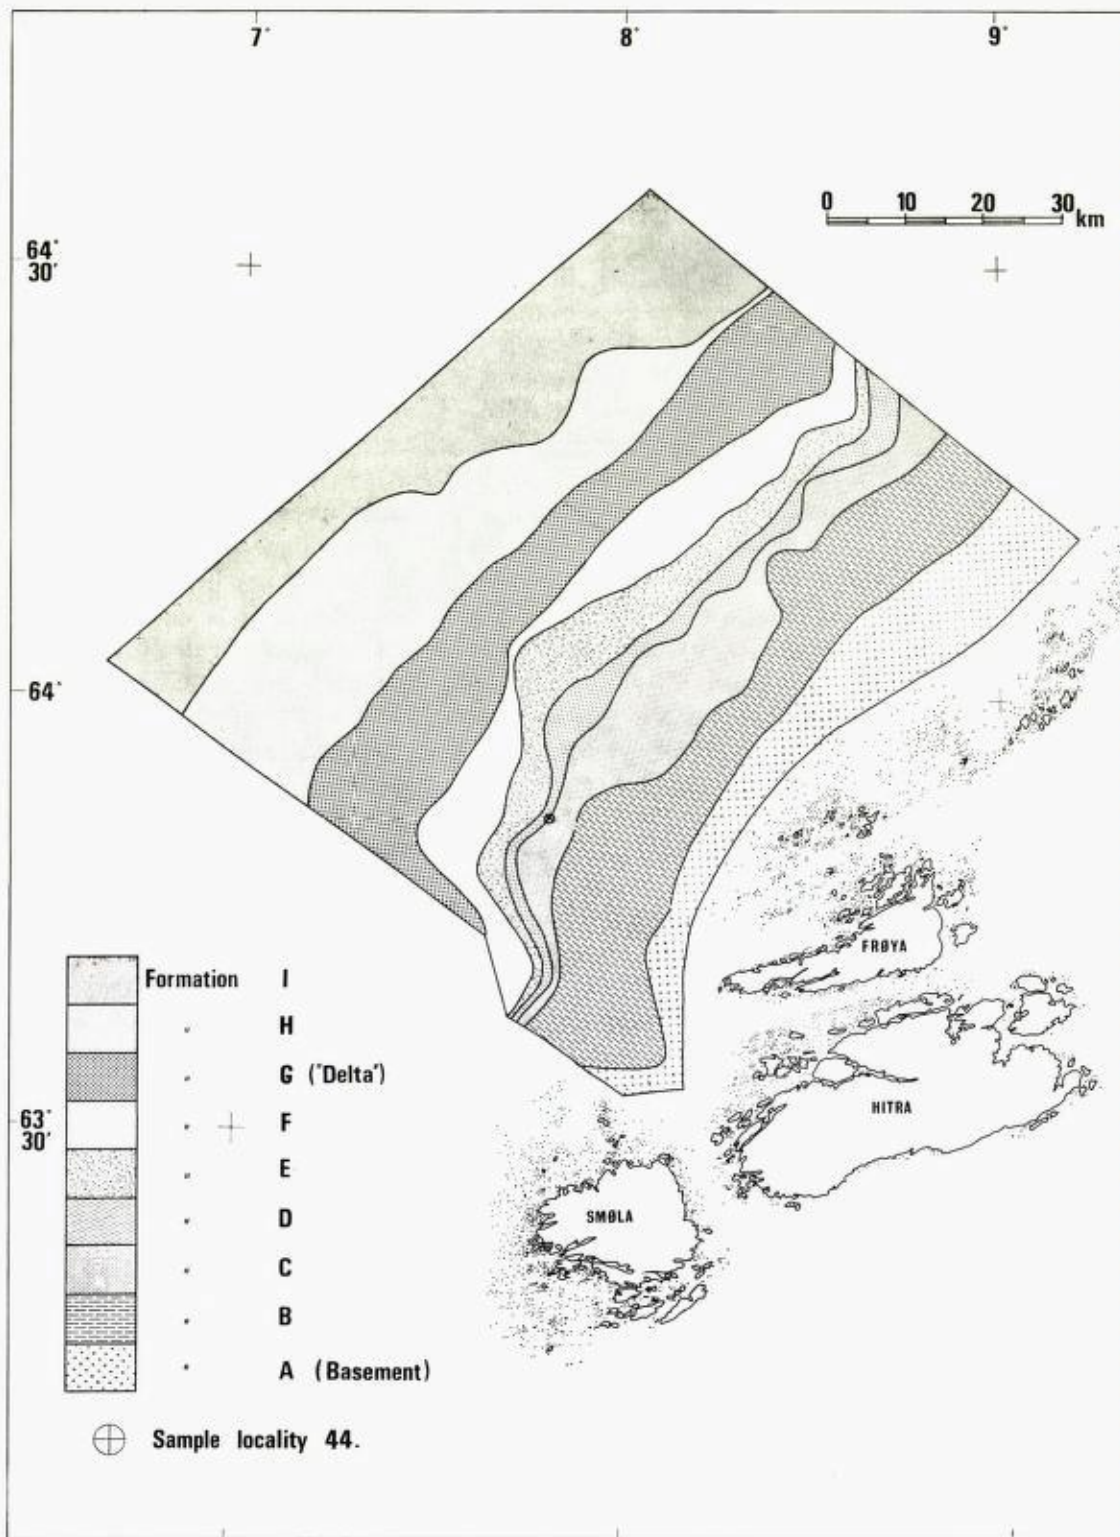 7° 8° 9°
0 10 20 30 km
64°
30'
64°
FRØYA
HITRA
63°
30'
SMØLA
Formation I
" H
" G ('Delta')
" F
" E
" D
" C
" B
" A (Basement)
Sample locality 44.